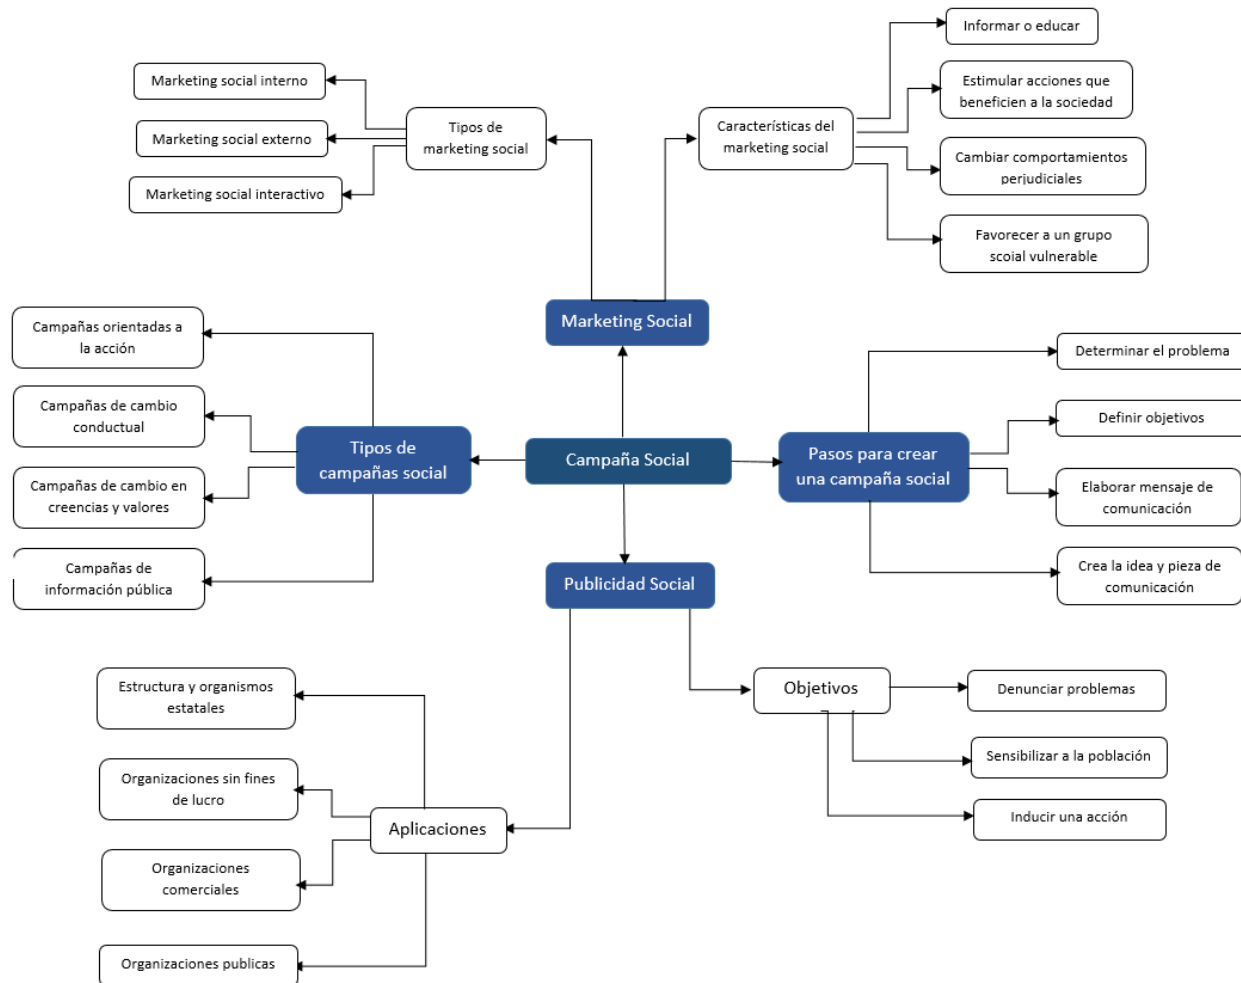 Informar o educar
Marketing social interno
Estimular acciones que
beneficien a la sociedad
Tipos de
marketing social
Características del
marketing social
Marketing social externo
Cambiar comportamientos
perjudiciales
Marketing social interactivo
Favorecer a un grupo
scoial vulnerable
Marketing Social
Campañas orientadas a
la acción
Determinar el problema
Campañas de cambio
conductual
Definir objetivos
Tipos de
campañas social
Campaña Social
Pasos para crear
una campaña social
Campañas de cambio en
creencias y valores
Elaborar mensaje de
comunicación
Campañas de
información pública
Publicidad Social
Crea la idea y pieza de
comunicación
Estructura y organismos
estatales
Objetivos
Denunciar problemas
Organizaciones sin fines
de lucro
Sensibilizar a la población
Aplicaciones
Inducir una acción
Organizaciones
comerciales
Organizaciones publicas